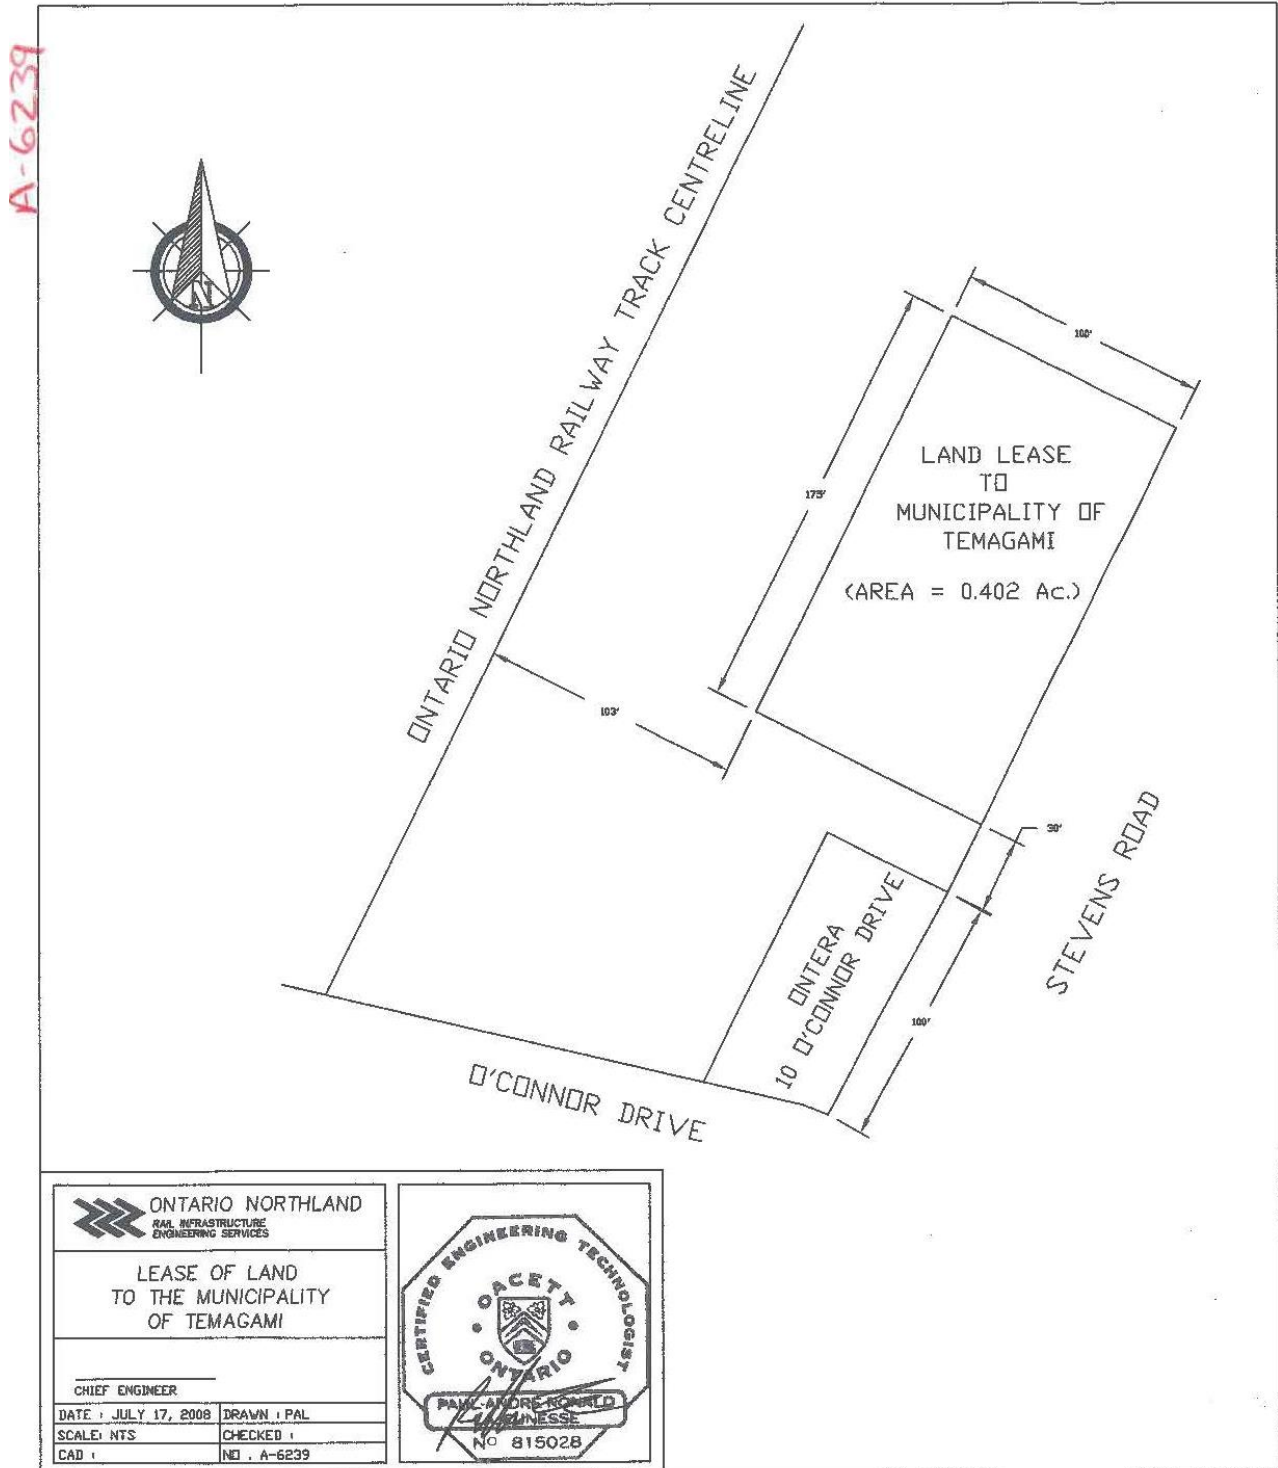 A-6239
ONTARIO NORTHLAND RAILWAY TRACK CENTRELINE
N
100'
175'
LAND LEASE
TO
MUNICIPALITY OF
TEMAGAMI
(AREA = 0.402 Ac.)
103'
30'
STEVENS ROAD
ONTERA
10 O'CONNOR DRIVE
100'
O'CONNOR DRIVE
ONTARIO NORTHLAND
RAIL INFRASTRUCTURE
ENGINEERING SERVICES
LEASE OF LAND
TO THE MUNICIPALITY
OF TEMAGAMI
CHIEF ENGINEER
DATE : JULY 17, 2008 DRAWN : PAL
SCALE: NTS CHECKED :
CAD : NO . A-6239
CERTIFIED ENGINEERING TECHNOLOGIST
OACETT
ONTARIO
PAUL-ANDRE RONALD
No 815028